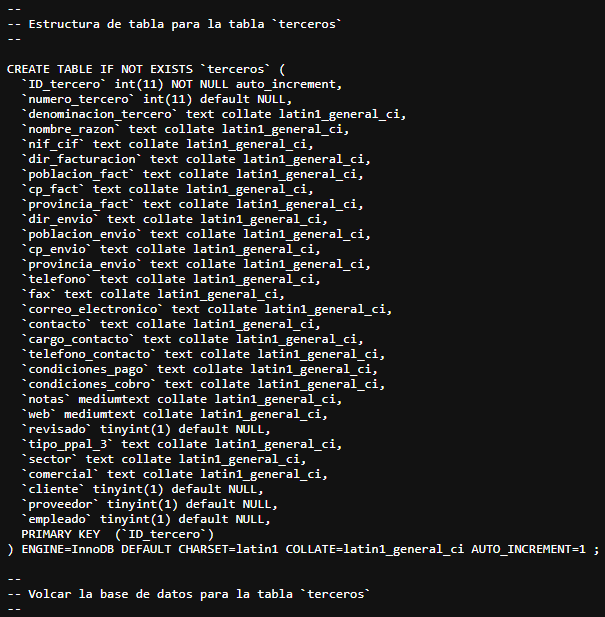 --
-- Estructura de tabla para la tabla `terceros`
--
CREATE TABLE IF NOT EXISTS `terceros` (
`ID_tercero` int(11) NOT NULL auto_increment,
`numero_tercero` int(11) default NULL,
`denominacion_tercero` text collate latin1_general_ci,
`nombre_razon` text collate latin1_general_ci,
`nif_cif` text collate latin1_general_ci,
`dir_facturacion` text collate latin1_general_ci,
`poblacion_fact` text collate latin1_general_ci,
`cp_fact` text collate latin1_general_ci,
`provincia_fact` text collate latin1_general_ci,
`dir_envio` text collate latin1_general_ci,
`poblacion_envio` text collate latin1_general_ci,
`cp_envio` text collate latin1_general_ci,
`provincia_envio` text collate latin1_general_ci,
`telefono` text collate latin1_general_ci,
`fax` text collate latin1_general_ci,
`correo_electronico` text collate latin1_general_ci,
`contacto` text collate latin1_general_ci,
`cargo_contacto` text collate latin1_general_ci,
`telefono_contacto` text collate latin1_general_ci,
`condiciones_pago` text collate latin1_general_ci,
`condiciones_cobro` text collate latin1_general_ci,
`notas` mediumtext collate latin1_general_ci,
`web` mediumtext collate latin1_general_ci,
`revisado` tinyint(1) default NULL,
`tipo_ppal_3` text collate latin1_general_ci,
`sector` text collate latin1_general_ci,
`comercial` text collate latin1_general_ci,
`cliente` tinyint(1) default NULL,
`proveedor` tinyint(1) default NULL,
`empleado` tinyint(1) default NULL,
PRIMARY KEY  (`ID_tercero`)
) ENGINE=InnoDB DEFAULT CHARSET=latin1 COLLATE=latin1_general_ci AUTO_INCREMENT=1 ;
--
-- Volcar la base de datos para la tabla `terceros`
--